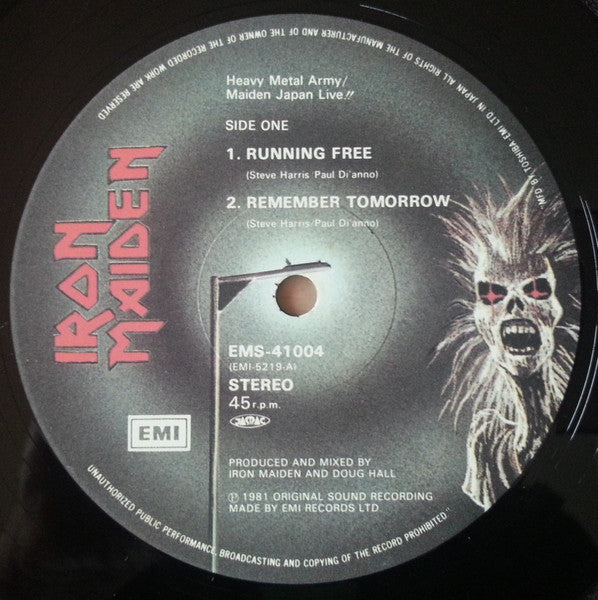 "MFD BY TOSHIBA-EMI LTD IN JAPAN ALL RIGHTS OF THE MANUFACTURER AND OF THE OWNER OF THE RECORDED WORK ARE RESERVED
Heavy Metal Army/
Maiden Japan Live!!
SIDE ONE
1. RUNNING FREE
(Steve Harris Paul Di'anno)
2. REMEMBER TOMORROW
(Steve Harris/Paul Di'anno)
IRON
MAIDEN
EMS-41004
(EMI-5219-A)
STEREO
45 r.p.m.
JASRAC
EMI
PRODUCED AND MIXED BY
IRON MAIDEN AND DOUG HALL
℗ 1981 ORIGINAL SOUND RECORDING
MADE BY EMI RECORDS LTD.
UNAUTHORIZED PUBLIC PERFORMANCE, BROADCASTING AND COPYING OF THE RECORD PROHIBITED"